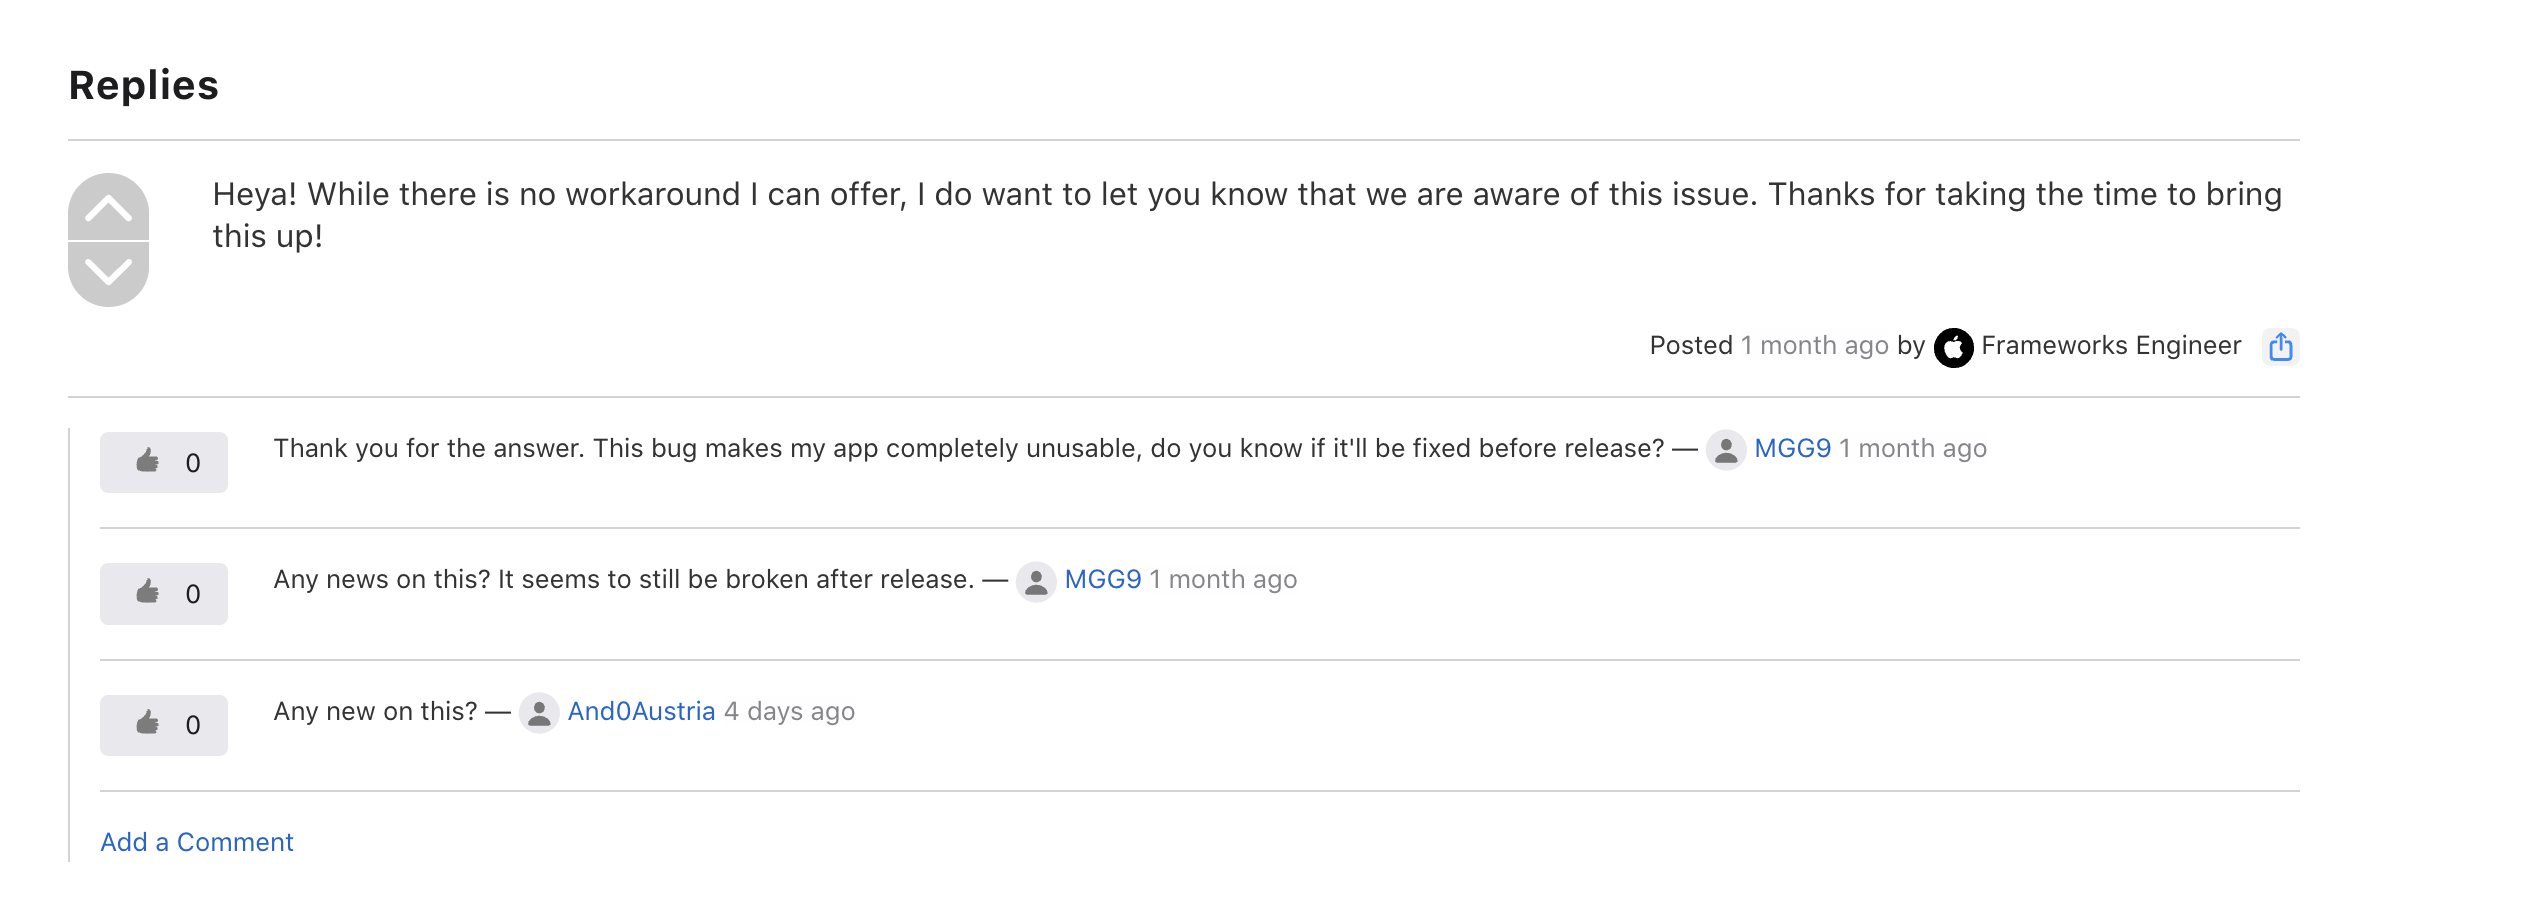 Replies
Heya! While there is no workaround I can offer, I do want to let you know that we are aware of this issue. Thanks for taking the time to bring
this up!
Posted 1 month ago by Frameworks Engineer
0 Thank you for the answer. This bug makes my app completely unusable, do you know if it'll be fixed before release? — MGG9 1 month ago
0 Any news on this? It seems to still be broken after release. — MGG9 1 month ago
0 Any new on this? — And0Austria 4 days ago
Add a Comment